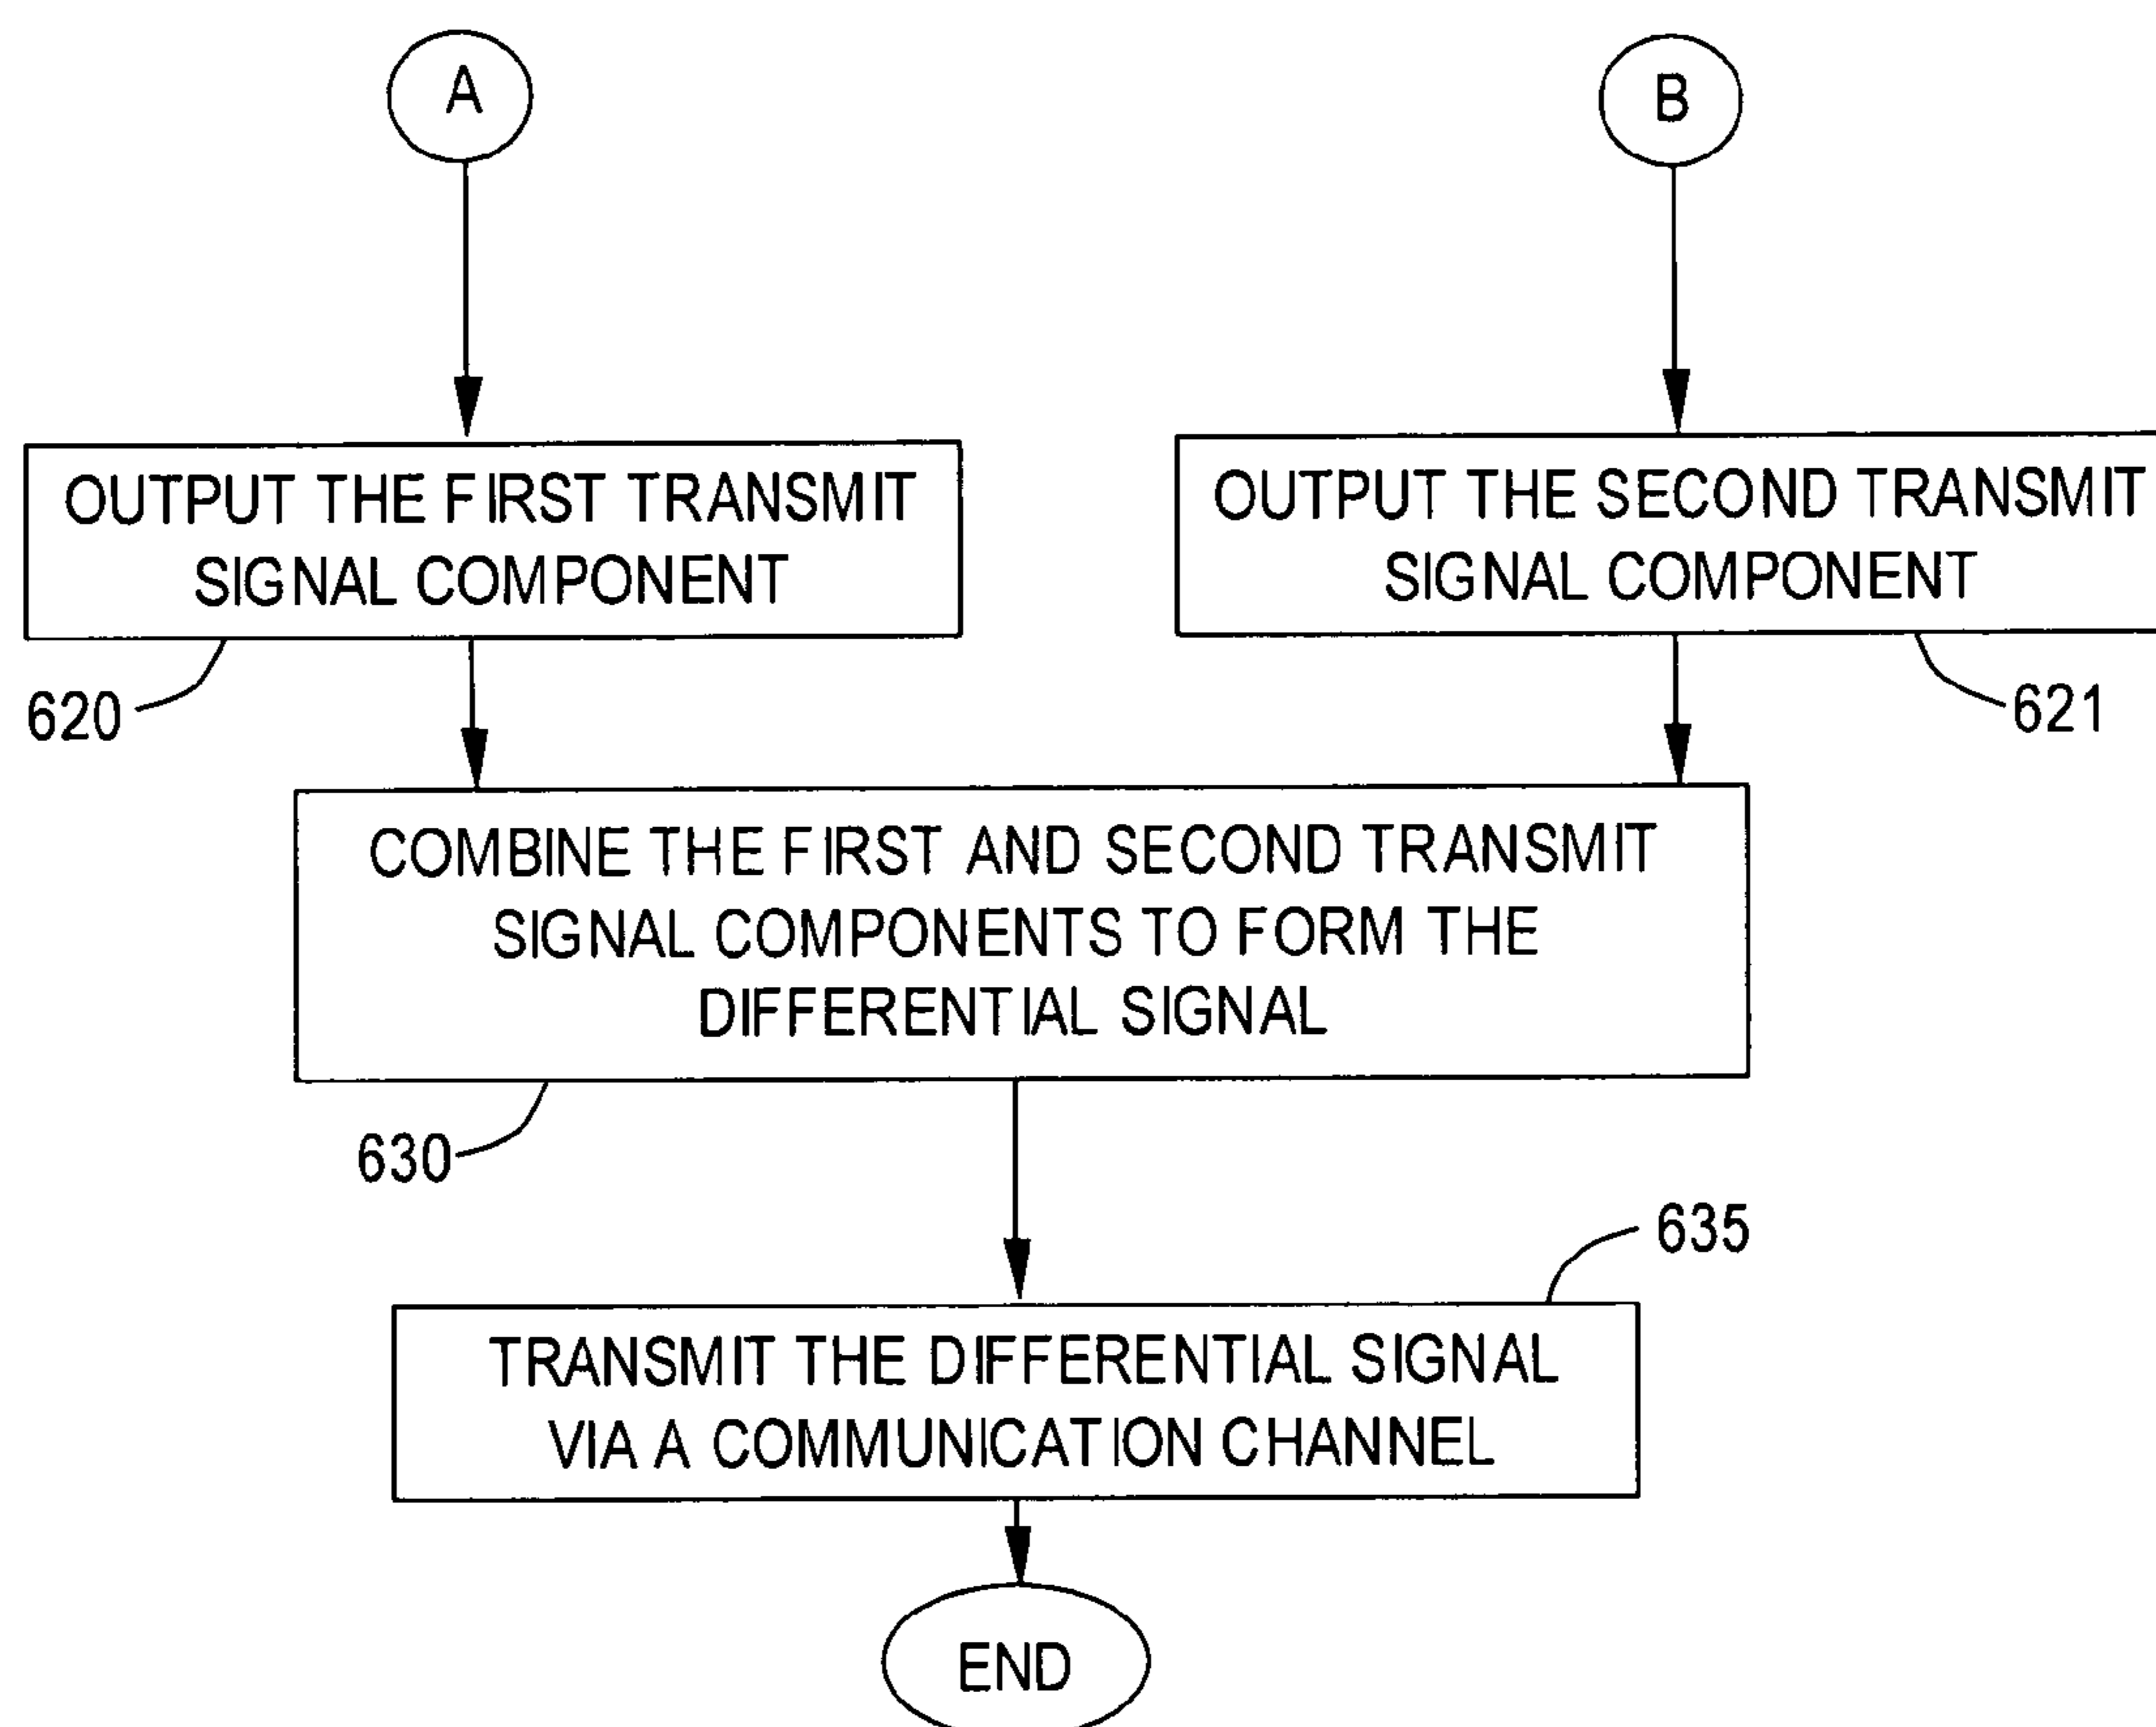 A
B
OUTPUT THE FIRST TRANSMIT
SIGNAL COMPONENT
OUTPUT THE SECOND TRANSMIT
SIGNAL COMPONENT
620
621
COMBINE THE FIRST AND SECOND TRANSMIT
SIGNAL COMPONENTS TO FORM THE
DIFFERENTIAL SIGNAL
630
635
TRANSMIT THE DIFFERENTIAL SIGNAL
VIA A COMMUNICATION CHANNEL
END